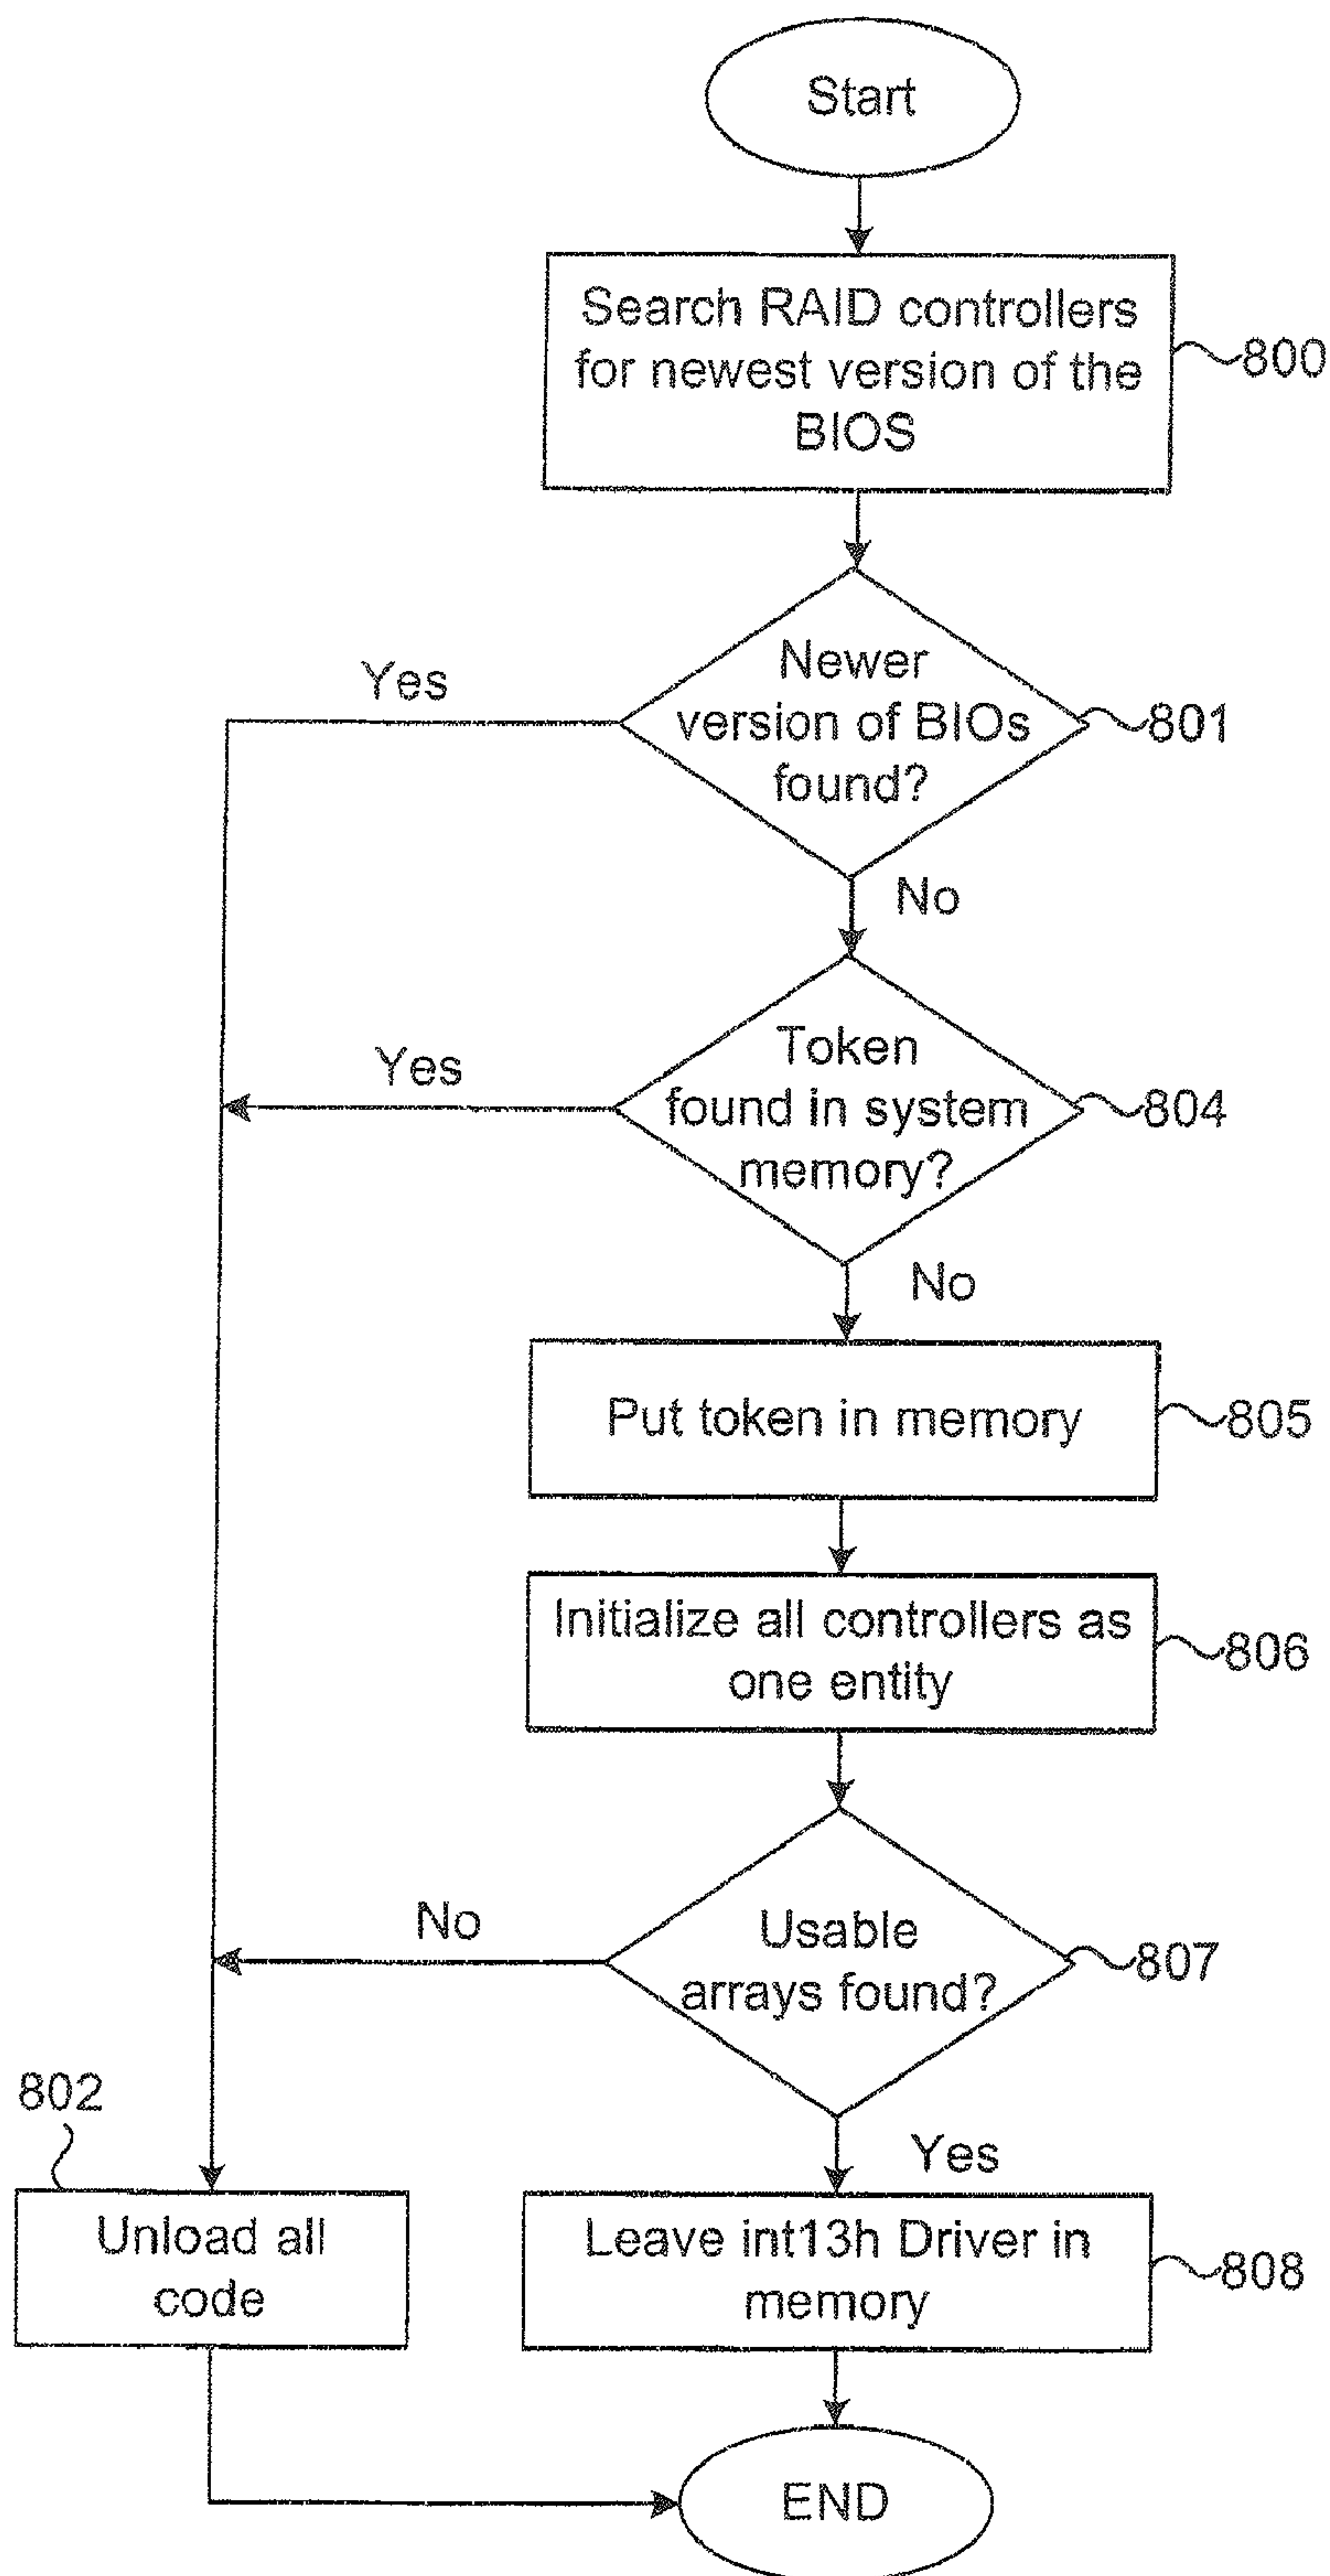 Start
Search RAID controllers
for newest version of the
BIOS
800
Newer
version of BIOs
found?
801
Yes
No
Token
found in system
memory?
804
Yes
No
Put token in memory
805
Initialize all controllers as
one entity
806
Usable
arrays found?
807
No
Yes
802
Unload all
code
Leave int13h Driver in
memory
808
END